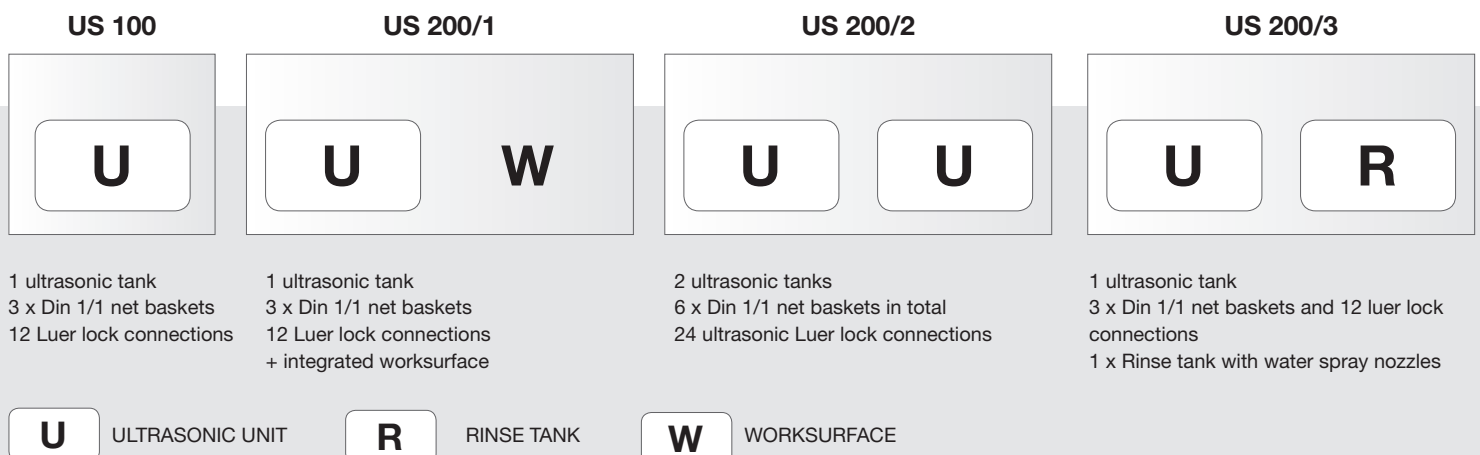 US 100
US 200/1
US 200/2
US 200/3
U
U W
U U
U R
1 ultrasonic tank
3 x Din 1/1 net baskets
12 Luer lock connections
1 ultrasonic tank
3 x Din 1/1 net baskets
12 Luer lock connections
+ integrated worksurface
2 ultrasonic tanks
6 x Din 1/1 net baskets in total
24 ultrasonic Luer lock connections
1 ultrasonic tank
3 x Din 1/1 net baskets and 12 luer lock
connections
1 x Rinse tank with water spray nozzles
U ULTRASONIC UNIT
R RINSE TANK
W WORKSURFACE